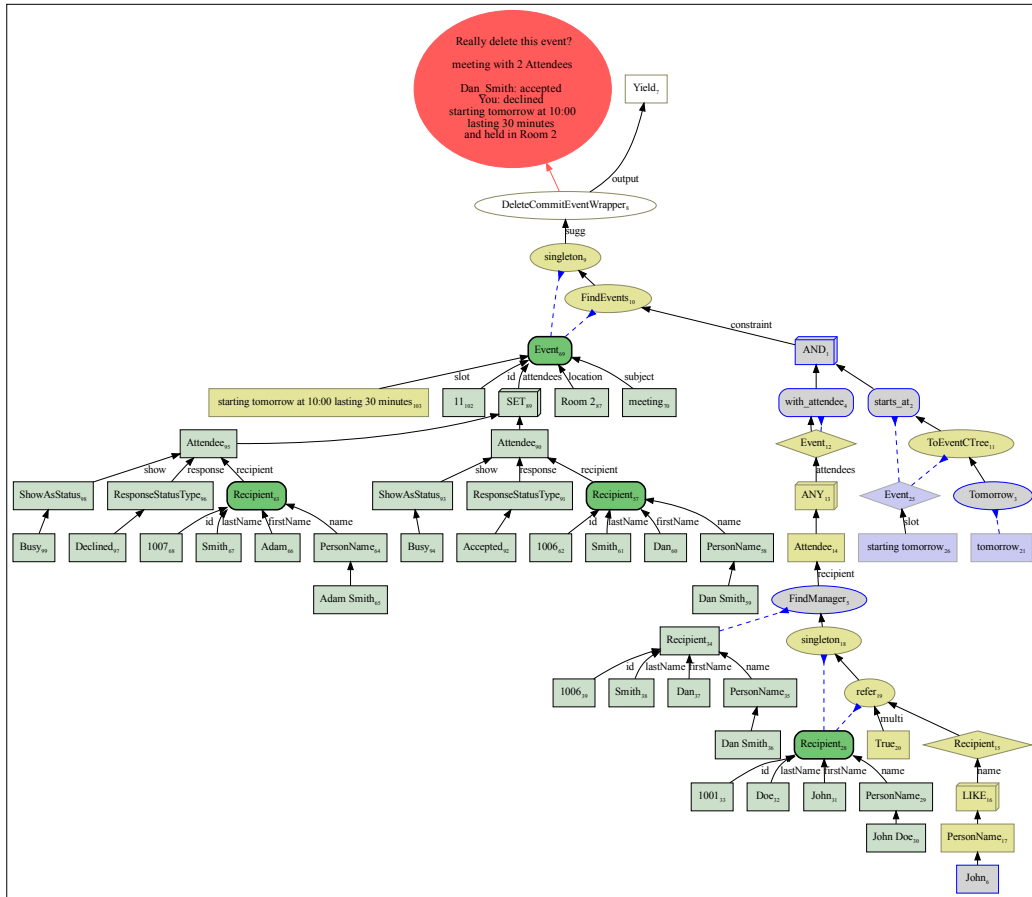 Really delete this event?
meeting with 2 Attendees
Dan_Smith: accepted
You: declined
starting tomorrow at 10:00
lasting 30 minutes
and held in Room 2
Yield7
output
DeleteCommitEventWrapper8
sugg
singleton9
FindEvents10
constraint
Event69
AND1
slot
id
attendees
location
subject
starting tomorrow at 10:00 lasting 30 minutes103
11102
SET89
Room 287
meeting70
with_attendee4
starts_at2
Attendee95
Attendee90
Event12
ToEventCTree11
show
response
recipient
show
response
recipient
attendees
ShowAsStatus98
ResponseStatusType96
Recipient63
ShowAsStatus93
ResponseStatusType91
Recipient57
ANY13
Event25
Tomorrow3
id
lastName
firstName
name
id
lastName
firstName
name
slot
Busy99
Declined97
100768
Smith67
Adam66
PersonName64
Busy94
Accepted92
100662
Smith61
Dan60
PersonName58
Attendee14
starting tomorrow26
tomorrow21
recipient
Adam Smith65
Dan Smith59
FindManager5
Recipient34
singleton18
id
lastName
firstName
name
100639
Smith38
Dan37
PersonName35
refer19
multi
Dan Smith36
Recipient28
True20
Recipient15
id
lastName
firstName
name
name
100133
Doe32
John31
PersonName29
LIKE16
John Doe30
PersonName17
John6